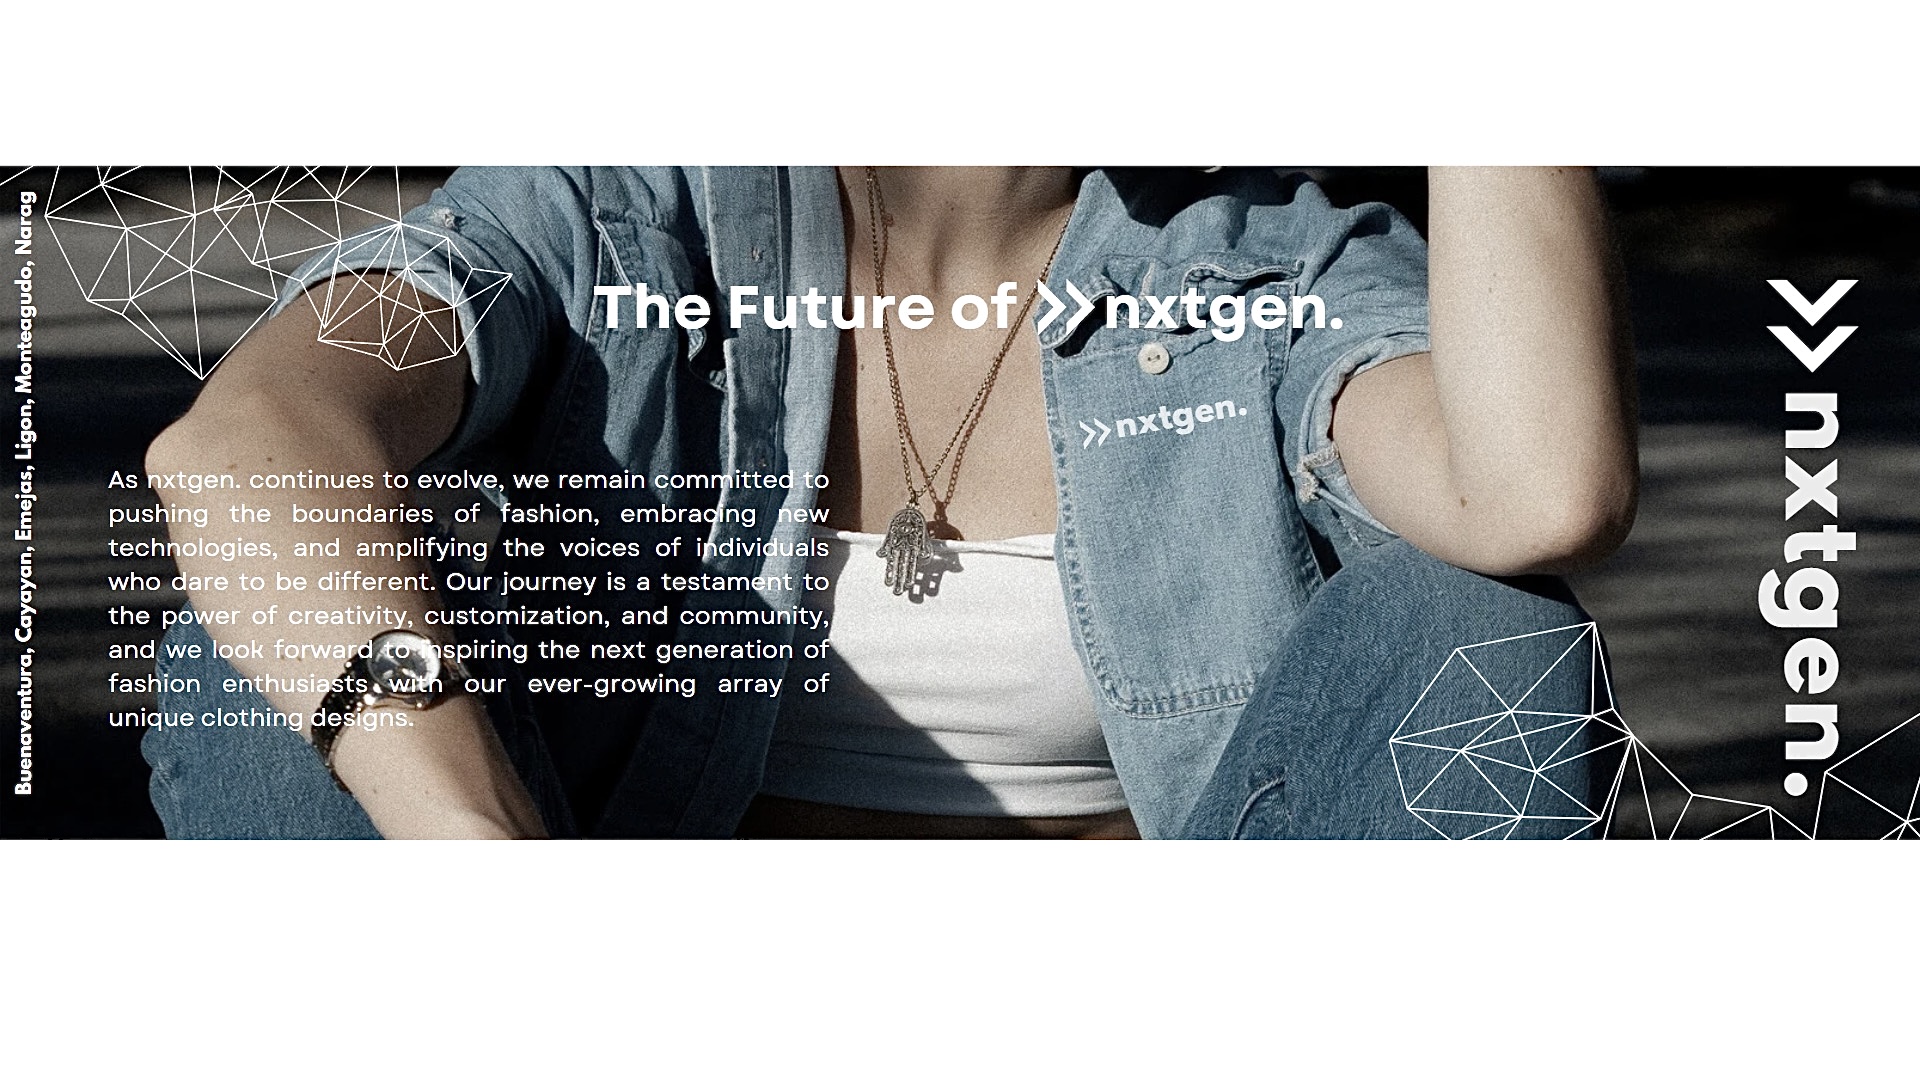 Buenaventura, Cayayan, Emejas, Ligon, Monteagudo, Narag
The Future of »nxtgen.
»nxtgen.
As nxtgen. continues to evolve, we remain committed to
pushing the boundaries of fashion, embracing new
technologies, and amplifying the voices of individuals
who dare to be different. Our journey is a testament to
the power of creativity, customization, and community,
and we look forward to inspiring the next generation of
fashion enthusiasts with our ever-growing array of
unique clothing designs.
»nxtgen.